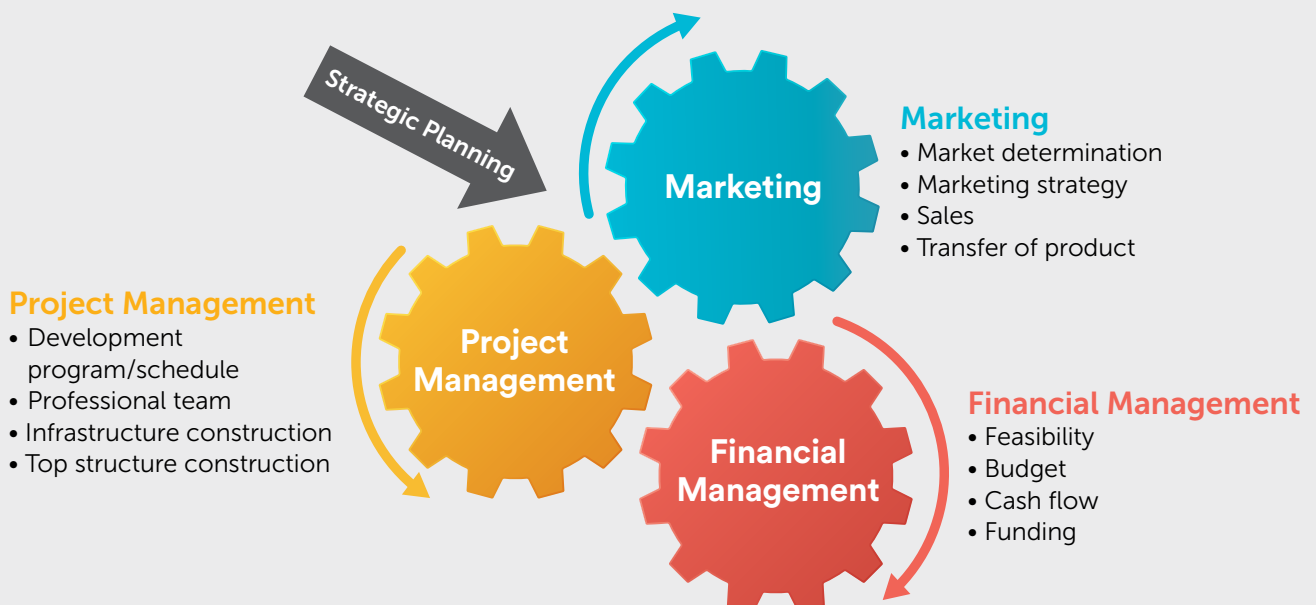 Strategic Planning
Marketing
Marketing
• Market determination
• Marketing strategy
• Sales
• Transfer of product
Project Management
• Development
program/schedule
• Professional team
• Infrastructure construction
• Top structure construction
Project
Management
Financial
Management
Financial Management
• Feasibility
• Budget
• Cash flow
• Funding